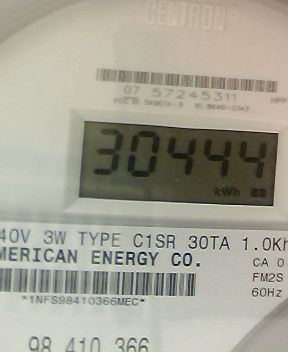 CENTRON®
07 57245311
30444
kWh
40V 3W TYPE C1SR 30TA 1.0Kh
MERICAN ENERGY CO.
CA 0.
FM2S
*1NFS98410366MEC*
60Hz
98 410 366